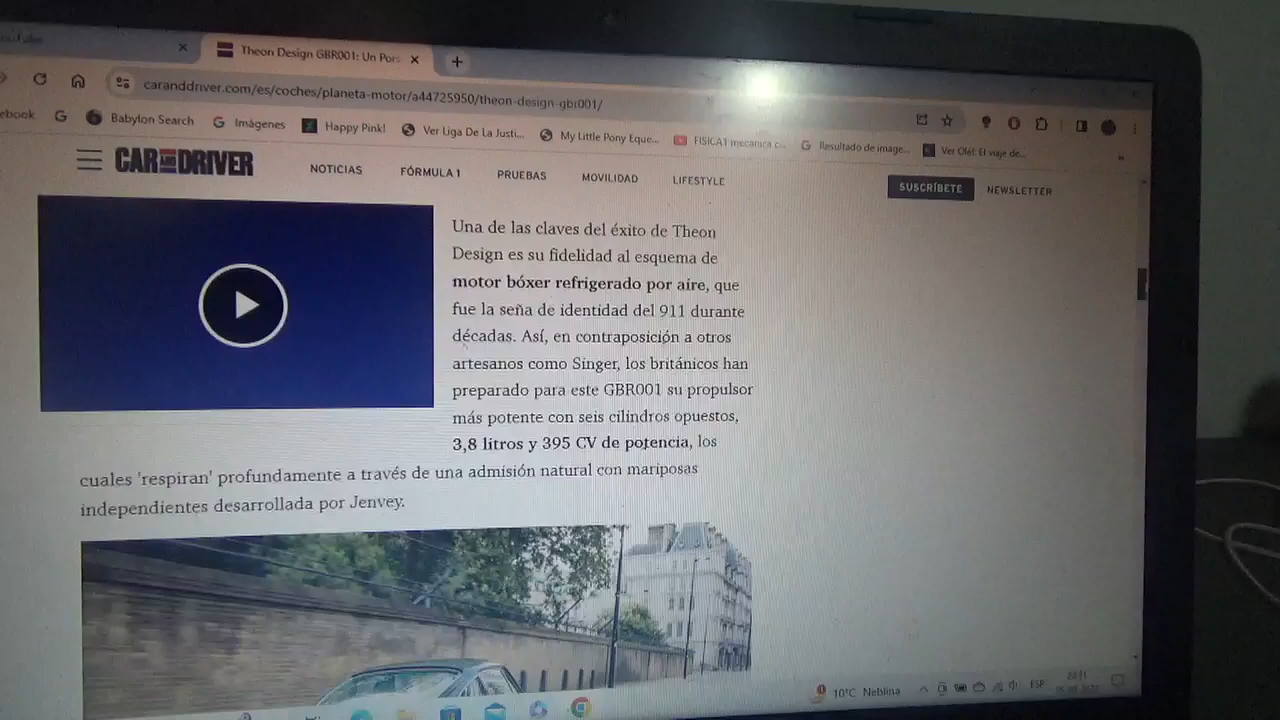 Theon Design GBR001: Un Pors
caranddriver.com/es/coches/planeta-motor/a44725950/theon-design-gbr001/
ebook
Babylon Search
Imágenes
Happy Pink!
Ver Liga De La Justi...
My Little Pony Eque...
FISICA1 mecanica c...
Resultado de image...
Ver Olé!: El viaje de...
CAR AND DRIVER
NOTICIAS
FÓRMULA 1
PRUEBAS
MOVILIDAD
LIFESTYLE
SUSCRÍBETE
NEWSLETTER
Una de las claves del éxito de Theon
Design es su fidelidad al esquema de
motor bóxer refrigerado por aire, que
fue la seña de identidad del 911 durante
décadas. Así, en contraposición a otros
artesanos como Singer, los británicos han
preparado para este GBR001 su propulsor
más potente con seis cilindros opuestos,
3,8 litros y 395 CV de potencia, los
cuales 'respiran' profundamente a través de una admisión natural con mariposas
independientes desarrollada por Jenvey.
10°C Neblina
ESP